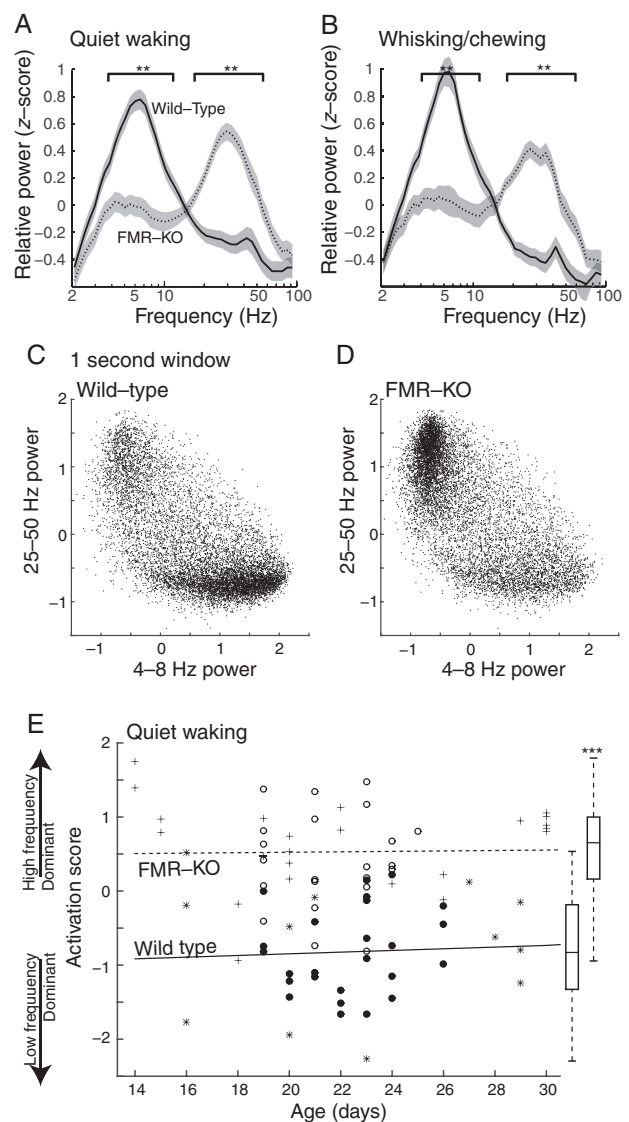 A
Quiet waking
Relative power (z–score)
1
0.8
0.6
0.4
0.2
0
−0.2
−0.4
**
**
Wild–Type
FMR–KO
2
5
10
50
100
Frequency (Hz)
B
Whisking/chewing
Relative power (z–score)
1
0.8
0.6
0.4
0.2
0
−0.2
−0.4
**
**
2
5
10
50
100
Frequency (Hz)
C
1 second window
Wild–type
25–50 Hz power
2
1
0
−1
−1
0
1
2
4–8 Hz power
D
FMR–KO
25–50 Hz power
2
1
0
−1
−1
0
1
2
4–8 Hz power
E
Quiet waking
High frequuency
Dominant
Low frequuency
Dominant
Activation score
2
1
0
−1
−2
FMR–KO
Wild type
***
14
16
18
20
22
24
26
28
30
Age (days)